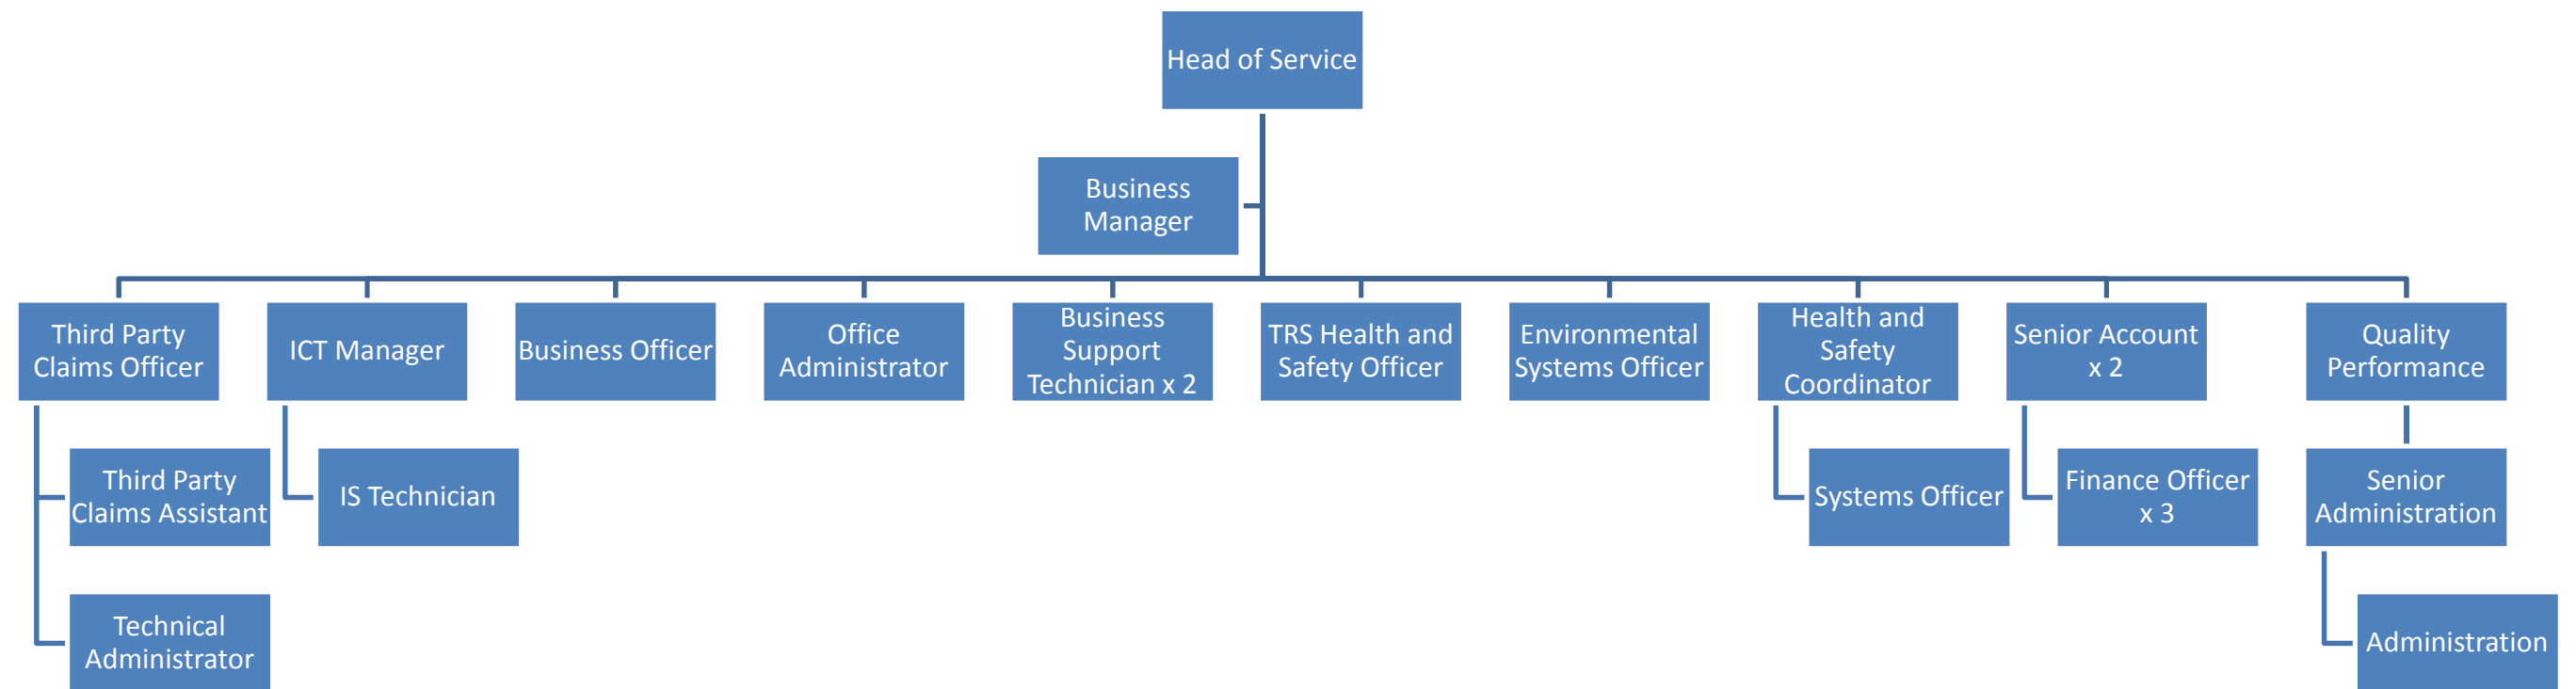 Head of Service
Business
Manager
Third Party
Claims Officer
ICT Manager
Business Officer
Office
Administrator
Business
Support
Technician x 2
TRS Health and
Safety Officer
Environmental
Systems Officer
Health and
Safety
Coordinator
Senior Account
x 2
Quality
Performance
Third Party
Claims Assistant
IS Technician
Systems Officer
Finance Officer
x 3
Senior
Administration
Technical
Administrator
Administration